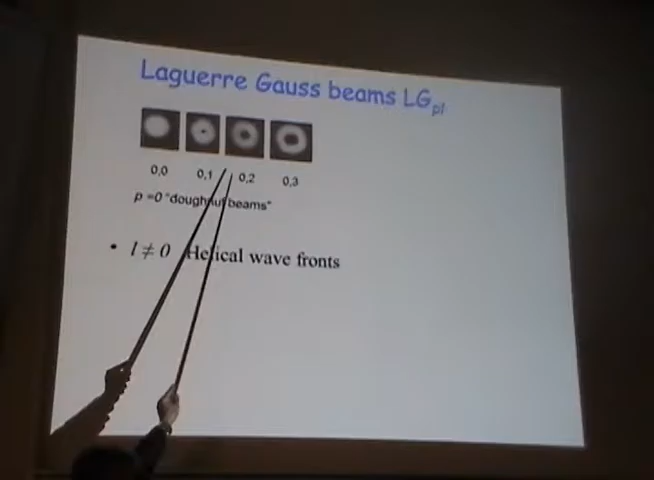 Laguerre Gauss beams LGpl
0,0 0,1 0,2 0,3
p =0 "doughnut beams"
• l ≠ 0 Helical wave fronts